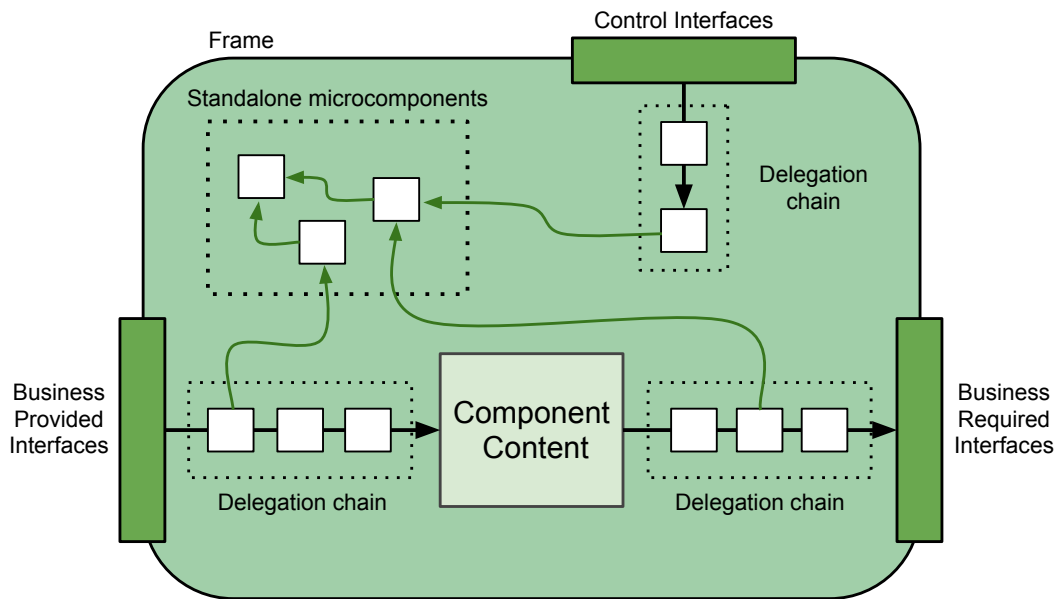 Control Interfaces
Frame
Standalone microcomponents
Delegation
chain
Business
Provided
Interfaces
Component
Content
Business
Required
Interfaces
Delegation chain
Delegation chain